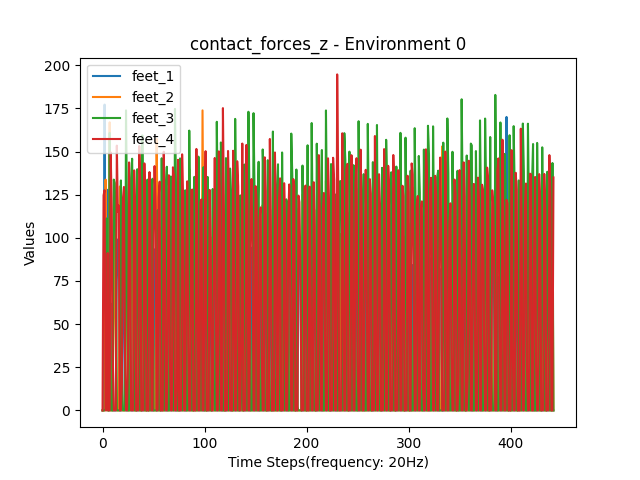 contact_forces_z - Environment 0
feet_1
feet_2
feet_3
feet_4
Values
200
175
150
125
100
75
50
25
0
0 100 200 300 400
Time Steps(frequency: 20Hz)